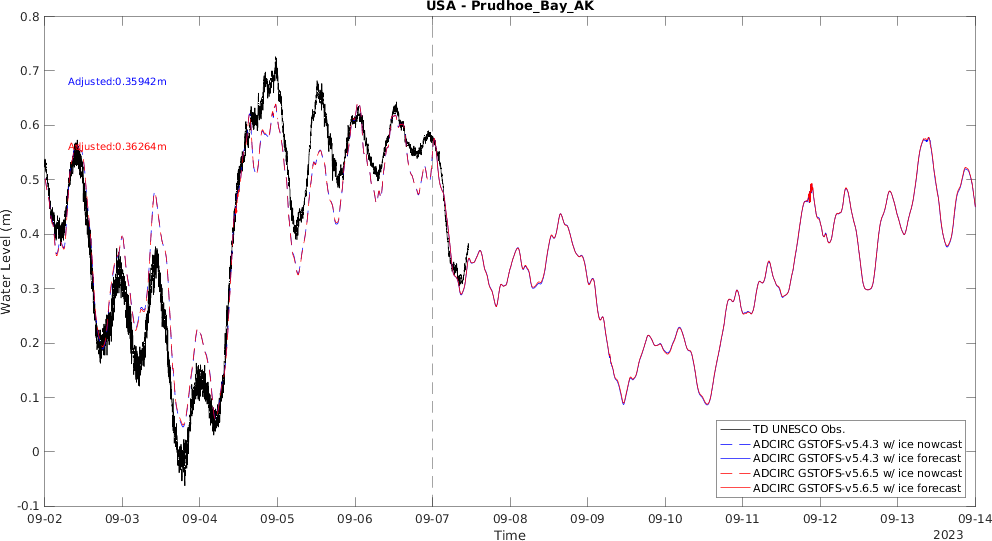 USA - Prudhoe_Bay_AK
0.8
0.7
0.6
0.5
0.4
0.3
0.2
0.1
0
-0.1
Water Level (m)
Adjusted:0.35942m
Adjusted:0.36264m
TD UNESCO Obs.
ADCIRC GSTOFS-v5.4.3 w/ ice nowcast
ADCIRC GSTOFS-v5.4.3 w/ ice forecast
ADCIRC GSTOFS-v5.6.5 w/ ice nowcast
ADCIRC GSTOFS-v5.6.5 w/ ice forecast
09-02 09-03 09-04 09-05 09-06 09-07 09-08 09-09 09-10 09-11 09-12 09-13 09-14
Time
2023